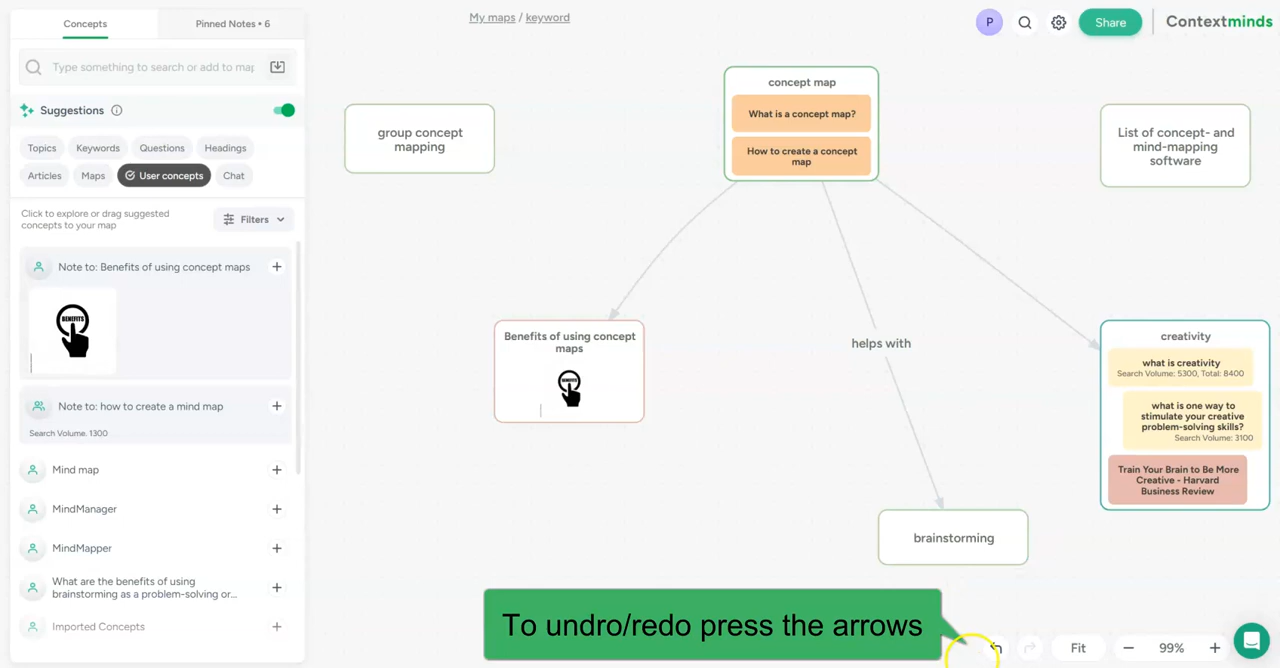 Concepts
Pinned Notes • 6
My maps / keyword
P
Share
Contextminds
Type something to search or add to map
Suggestions
Topics
Keywords
Questions
Headings
Articles
Maps
User concepts
Chat
Click to explore or drag suggested
concepts to your map
Filters
Note to: Benefits of using concept maps
BENEFITS
Note to: how to create a mind map
Search Volume. 1300
Mind map
MindManager
MindMapper
What are the benefits of using
brainstorming as a problem-solving or...
Imported Concepts
group concept
mapping
concept map
What is a concept map?
How to create a concept
map
List of concept- and
mind-mapping
software
Benefits of using concept
maps
BENEFITS
helps with
creativity
what is creativity
Search Volume: 5300, Total: 8400
what is one way to
stimulate your creative
problem-solving skills?
Search Volume: 3100
Train Your Brain to Be More
Creative - Harvard
Business Review
brainstorming
To undro/redo press the arrows
Fit
99%